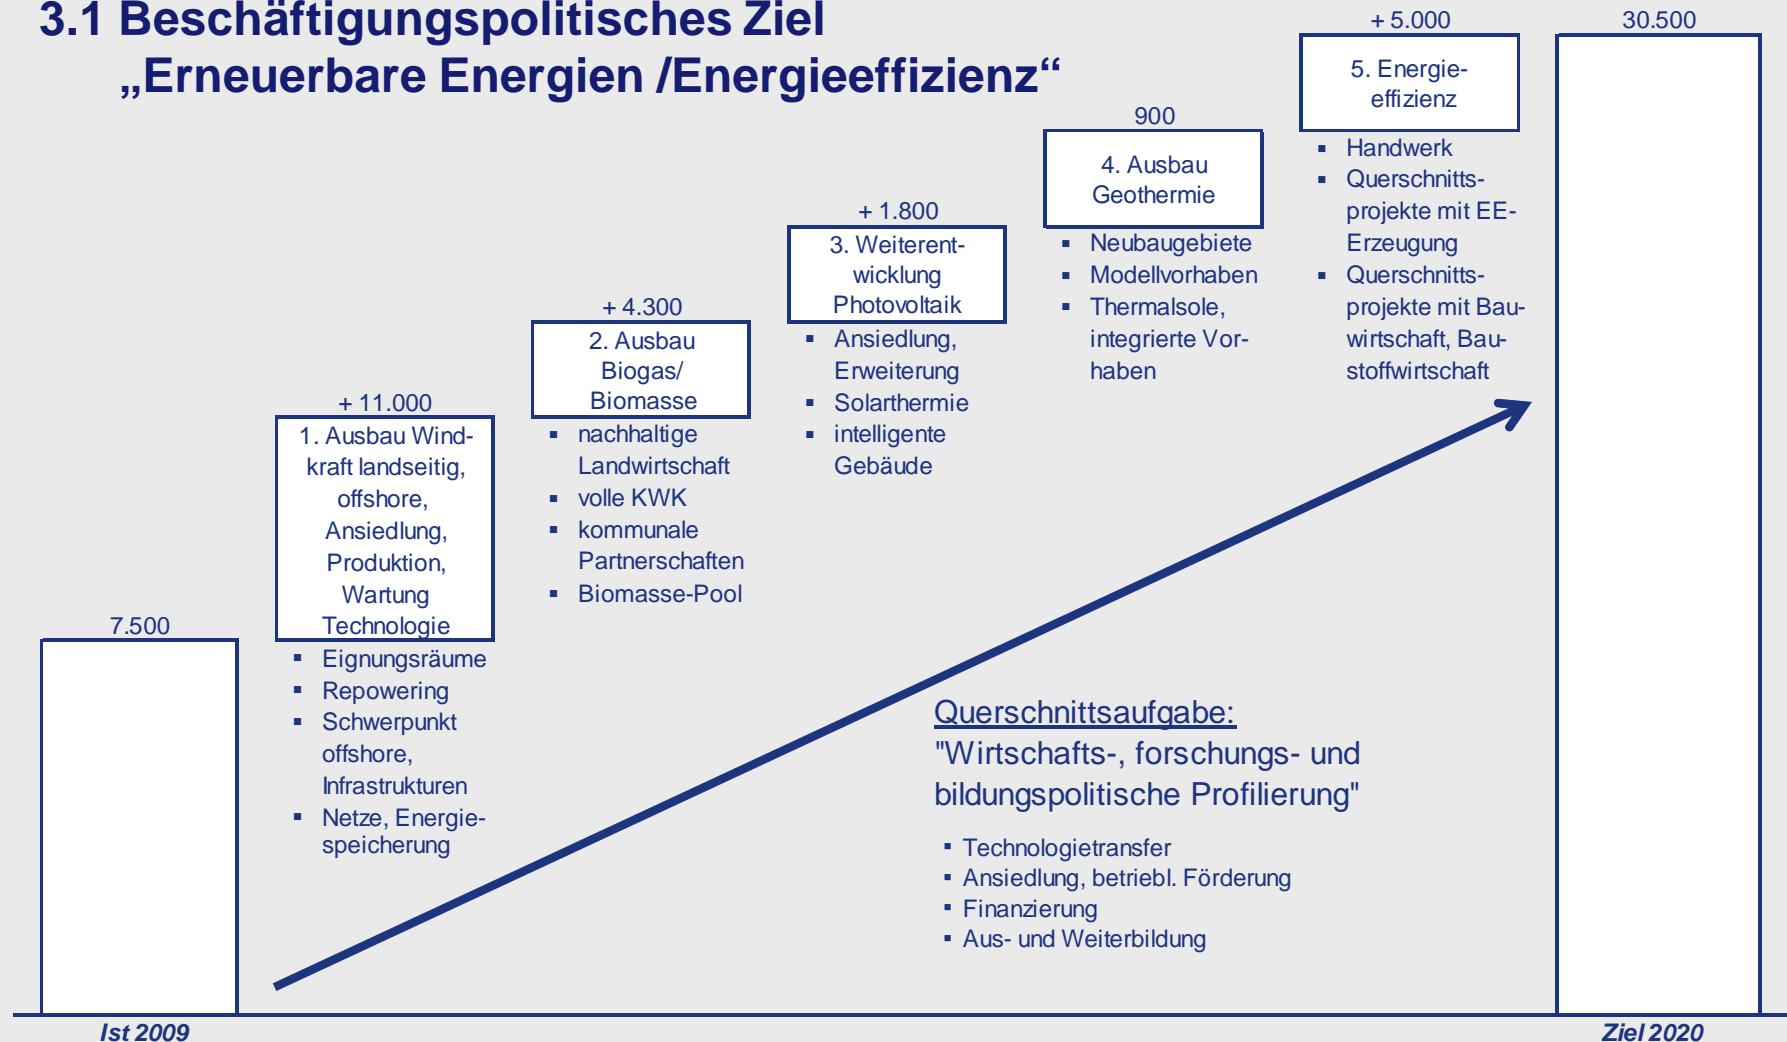 3.1 Beschäftigungspolitisches Ziel
„Erneuerbare Energien /Energieeffizienz“
7.500
Ist 2009
+ 11.000
1. Ausbau Wind-
kraft landseitig,
offshore,
Ansiedlung,
Produktion,
Wartung
Technologie
▪ Eignungsräume
▪ Repowering
▪ Schwerpunkt
offshore,
Infrastrukturen
▪ Netze, Energie-
speicherung
+ 4.300
2. Ausbau
Biogas/
Biomasse
▪ nachhaltige
Landwirtschaft
▪ volle KWK
▪ kommunale
Partnerschaften
▪ Biomasse-Pool
+ 1.800
3. Weiterent-
wicklung
Photovoltaik
▪ Ansiedlung,
Erweiterung
▪ Solarthermie
▪ intelligente
Gebäude
900
4. Ausbau
Geothermie
▪ Neubaugebiete
▪ Modellvorhaben
▪ Thermalsole,
integrierte Vor-
haben
+ 5.000
5. Energie-
effizienz
▪ Handwerk
▪ Querschnitts-
projekte mit EE-
Erzeugung
▪ Querschnitts-
projekte mit Bau-
wirtschaft, Bau-
stoffwirtschaft
30.500
Ziel 2020
Querschnittsaufgabe:
"Wirtschafts-, forschungs- und
bildungspolitische Profilierung"
▪ Technologietransfer
▪ Ansiedlung, betriebl. Förderung
▪ Finanzierung
▪ Aus- und Weiterbildung